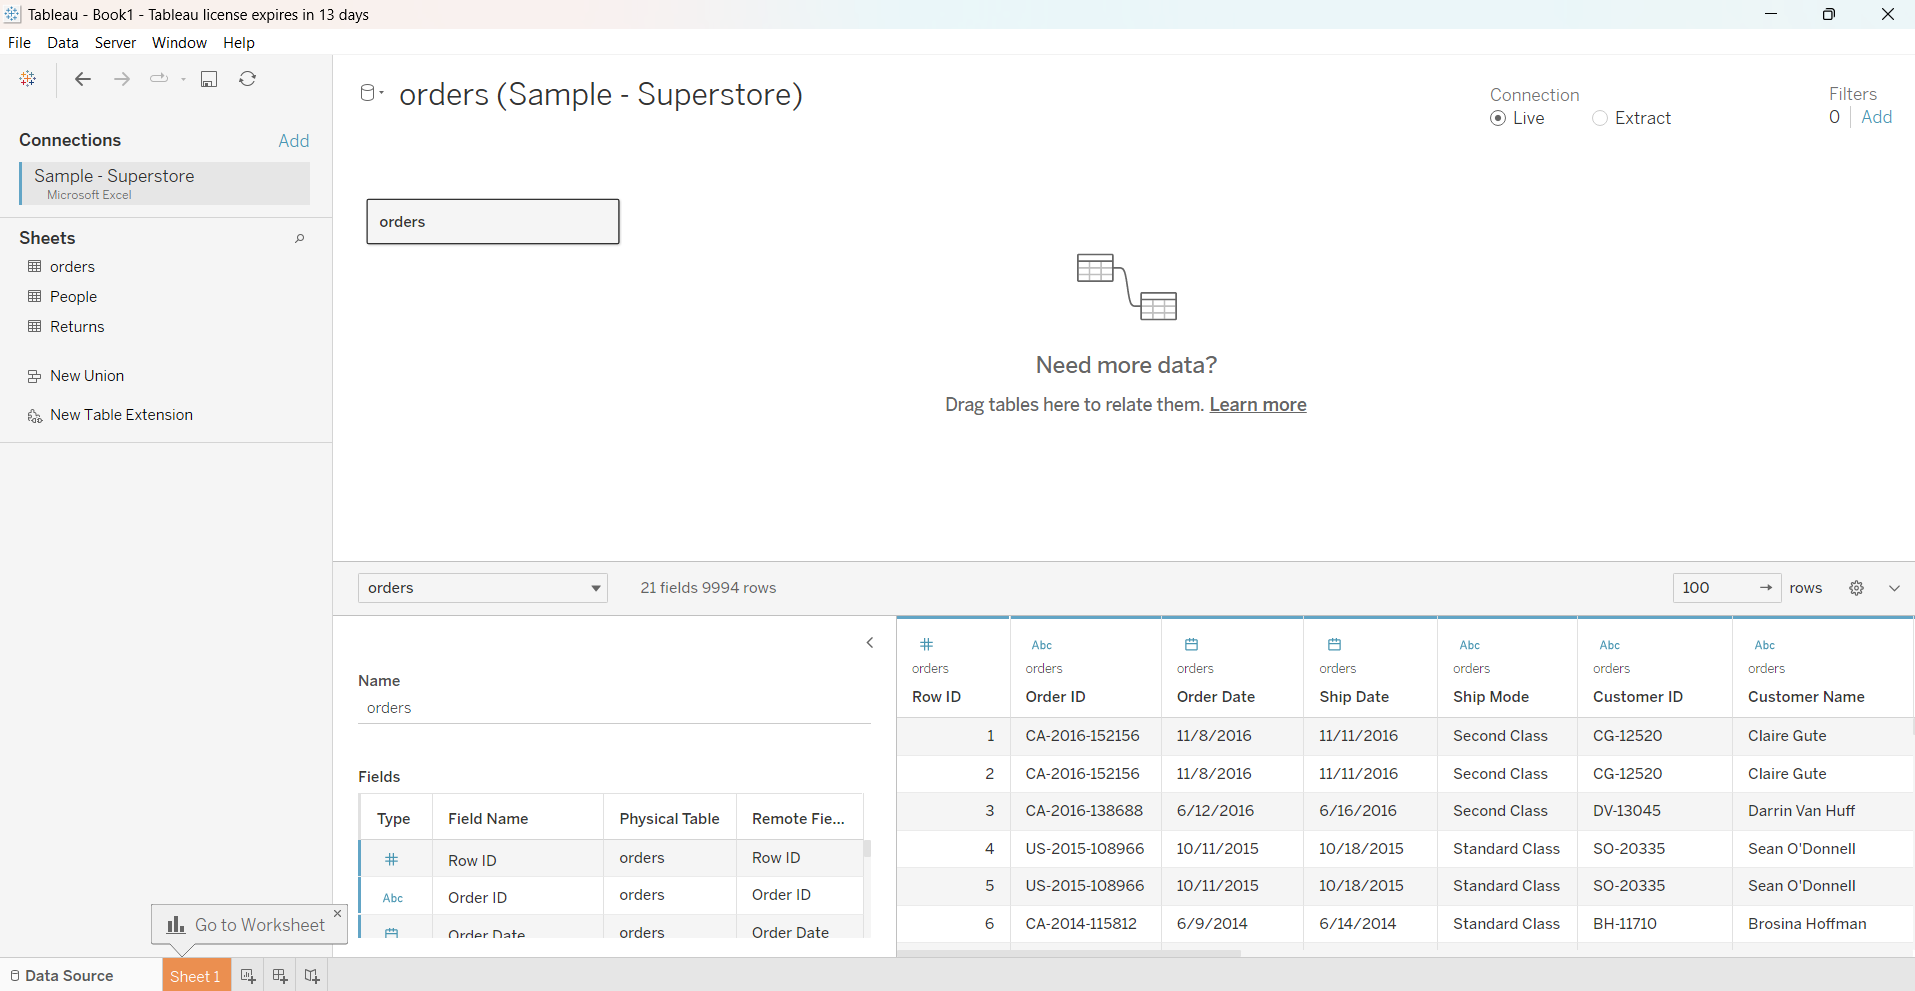 Tableau - Book1 - Tableau license expires in 13 days
File Data Server Window Help
Connections Add
Sample - Superstore
Microsoft Excel
Sheets
orders
People
Returns
New Union
New Table Extension
orders (Sample - Superstore)
Connection
Live Extract
Filters
0 Add
orders
Need more data?
Drag tables here to relate them. Learn more
orders 21 fields 9994 rows 100 → rows
Name
orders
Fields
Type Field Name Physical Table Remote Fie...
# Row ID orders Row ID
Abc Order ID orders Order ID
Order Date orders Order Date
# Abc Abc Abc Abc
orders orders orders orders orders orders orders
Row ID Order ID Order Date Ship Date Ship Mode Customer ID Customer Name
1 CA-2016-152156 11/8/2016 11/11/2016 Second Class CG-12520 Claire Gute
2 CA-2016-152156 11/8/2016 11/11/2016 Second Class CG-12520 Claire Gute
3 CA-2016-138688 6/12/2016 6/16/2016 Second Class DV-13045 Darrin Van Huff
4 US-2015-108966 10/11/2015 10/18/2015 Standard Class SO-20335 Sean O'Donnell
5 US-2015-108966 10/11/2015 10/18/2015 Standard Class SO-20335 Sean O'Donnell
6 CA-2014-115812 6/9/2014 6/14/2014 Standard Class BH-11710 Brosina Hoffman
Go to Worksheet
Data Source Sheet 1